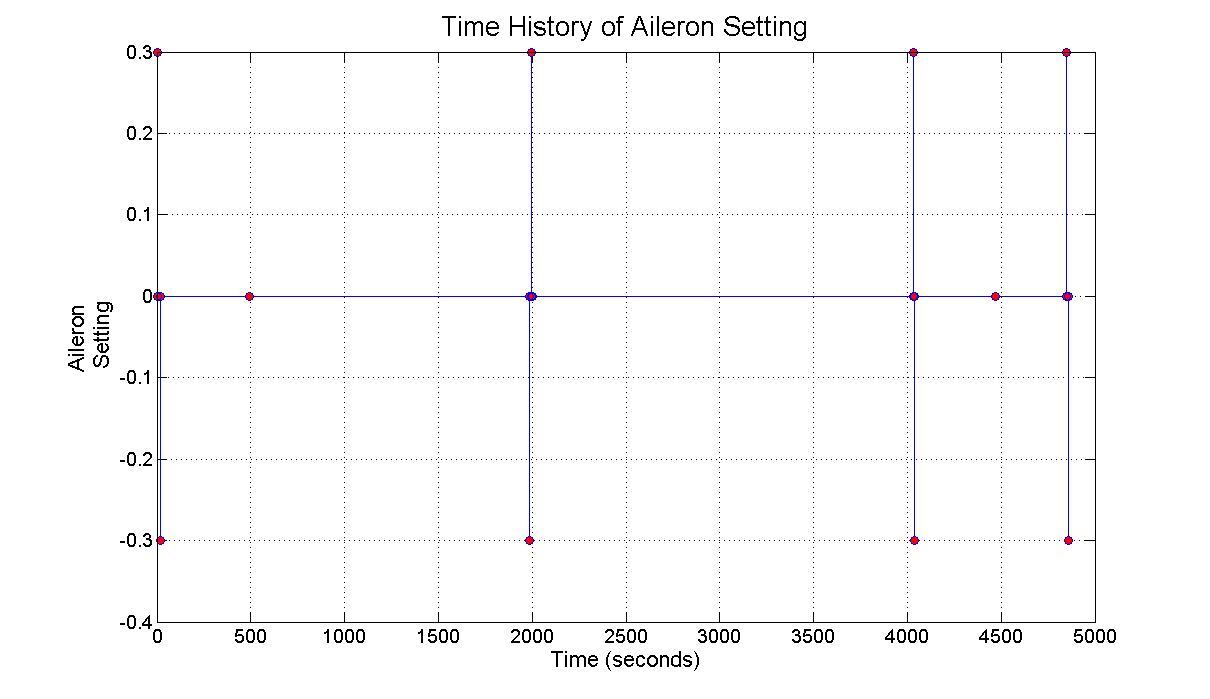 Time History of Aileron Setting
0.3
0.2
0.1
0
-0.1
-0.2
-0.3
-0.4
Aileron
Setting
0 500 1000 1500 2000 2500 3000 3500 4000 4500 5000
Time (seconds)